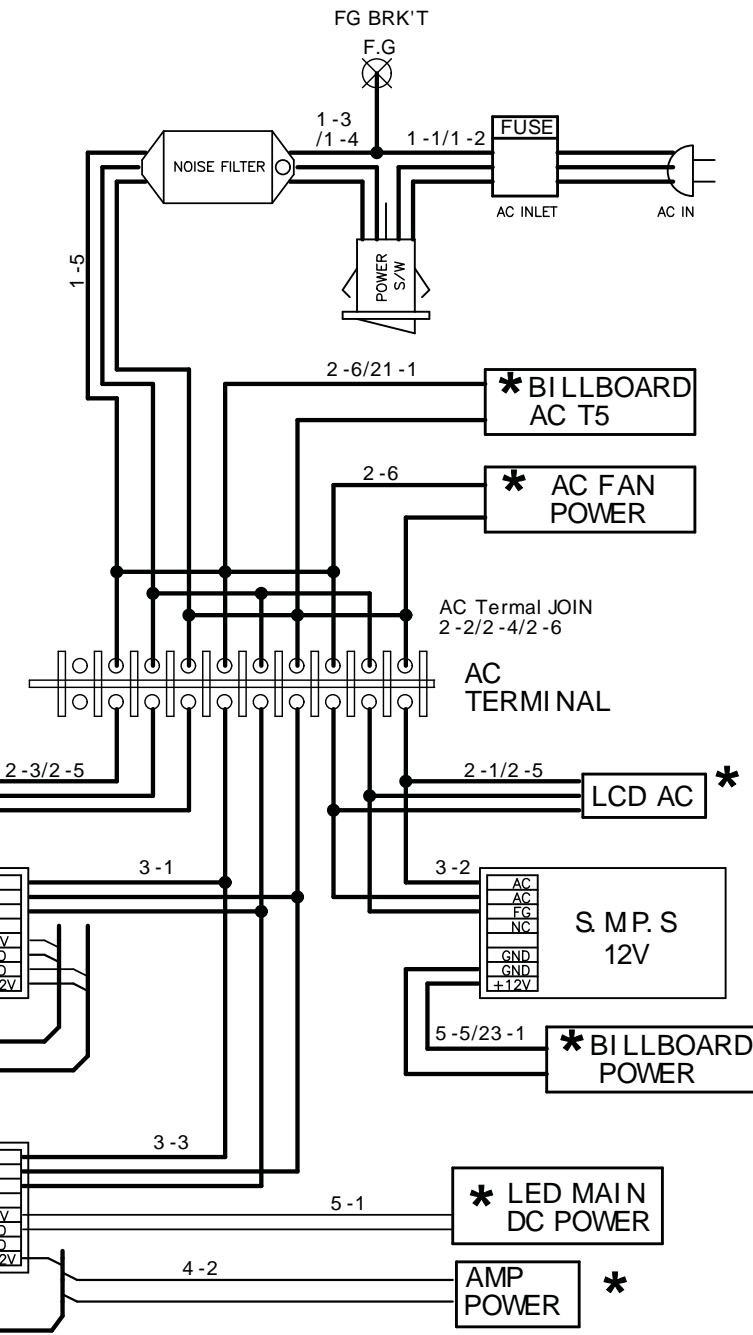 FG BRK'T
F.G
1-3
/1-4
1-1/1-2
FUSE
NOISE FILTER
AC INLET
AC IN
POWER
S/W
1-5
2-6/21-1
*BILLBOARD
AC T5
2-6
* AC FAN
POWER
AC Termal JOIN
2-2/2-4/2-6
AC
TERMINAL
2-3/2-5
2-1/2-5
LCD AC *
3-1
3-2
AC
AC
FG
NC
GND
GND
+12V
S.M.P.S
12V
V
O
O
2V
5-5/23-1
*BILLBOARD
POWER
3-3
5-1
* LED MAIN
DC POWER
V
O
O
2V
4-2
AMP
POWER *